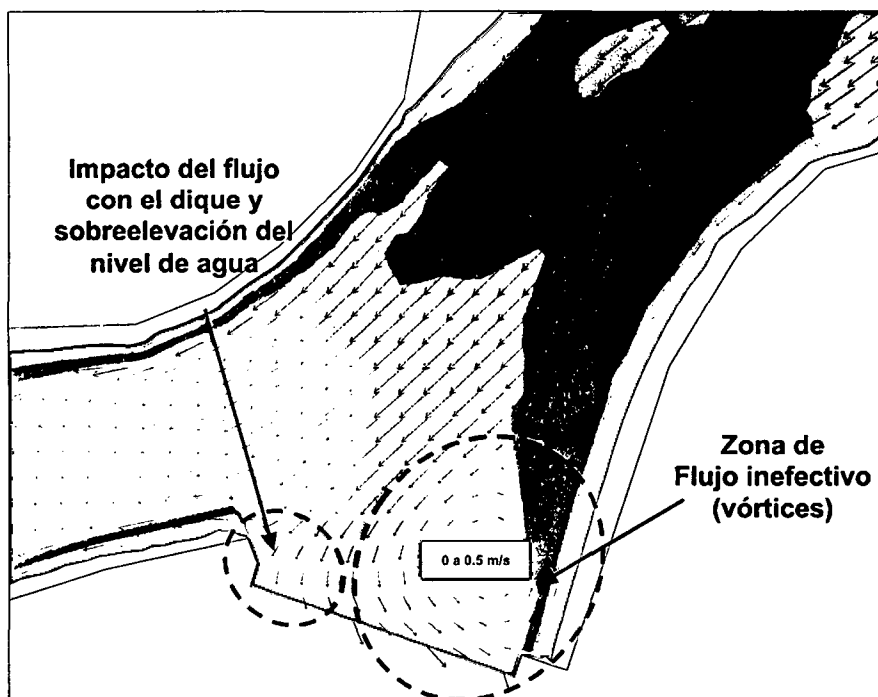 Impacto del flujo
con el dique y
sobreelevación del
nivel de agua
Zona de
Flujo inefectivo
(vórtices)
0 a 0.5 m/s